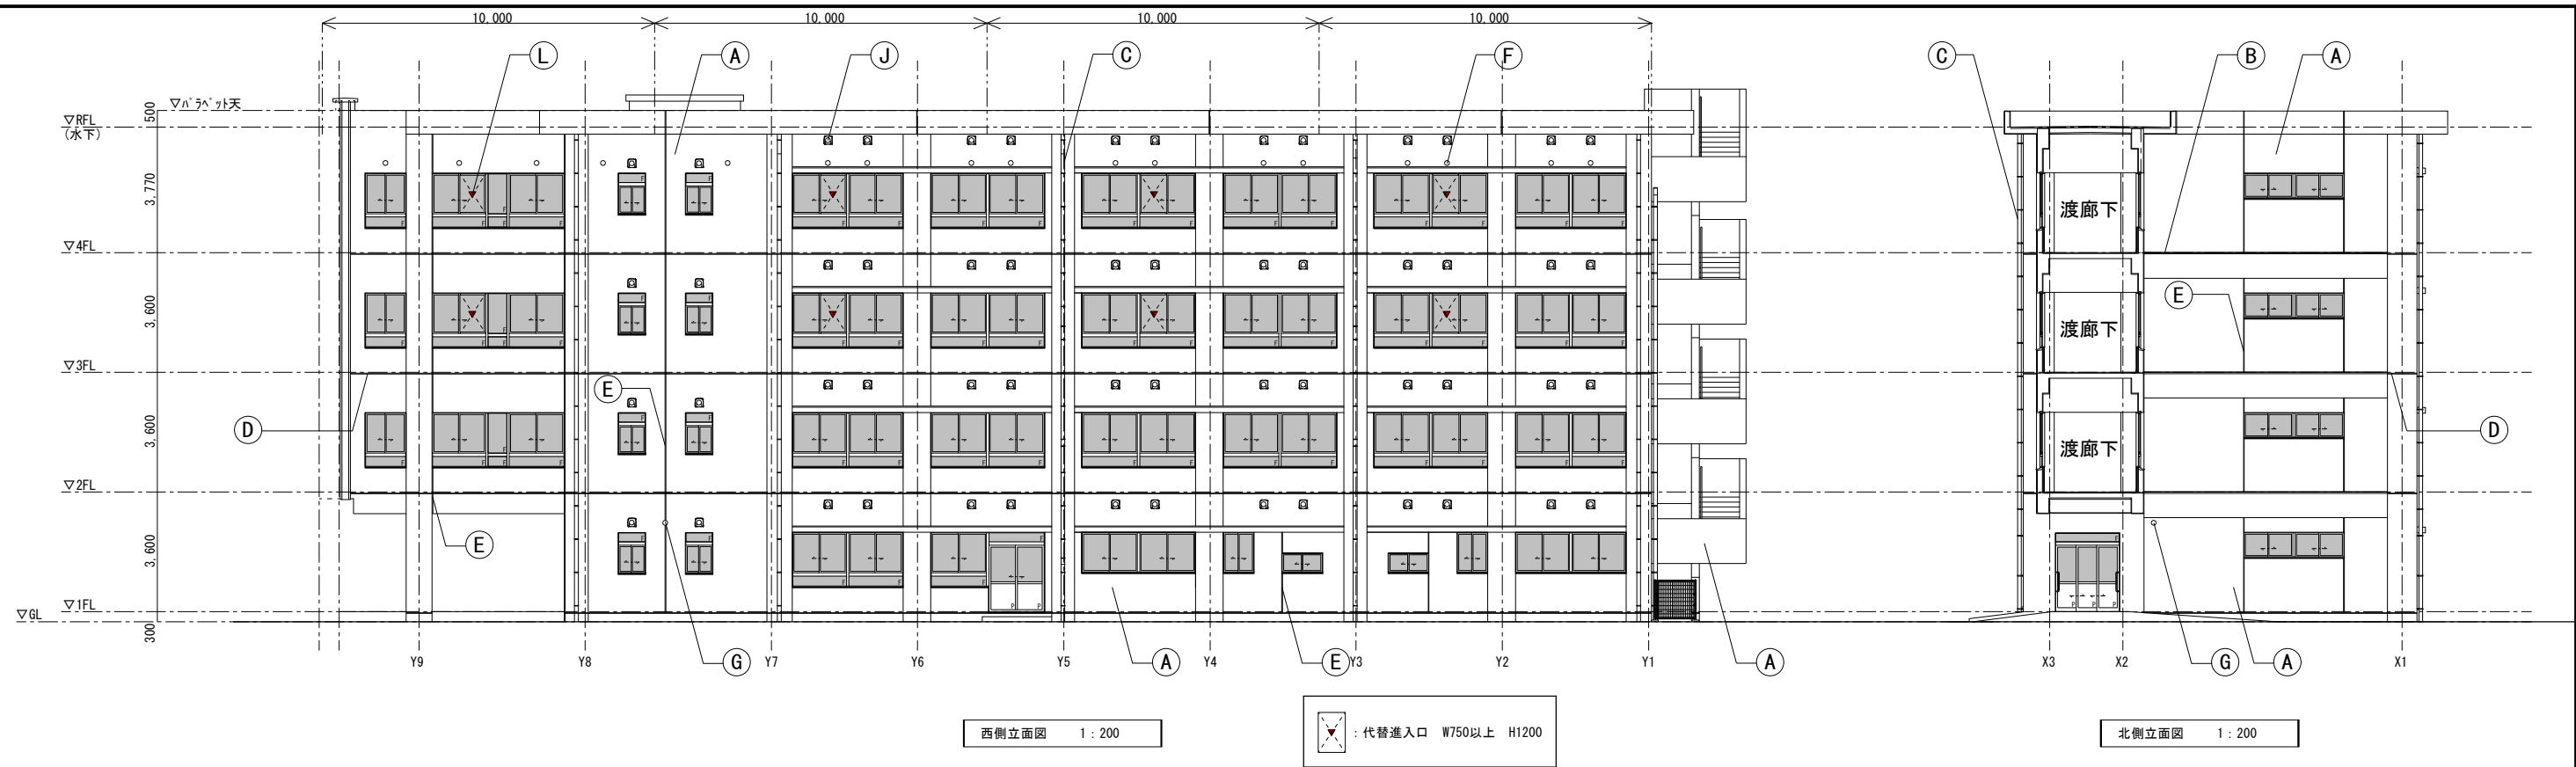 10,000 10,000 10,000 10,000
L A J C F C B A
▽パラペット天
▽RFL
(水下)
▽4FL
▽3FL
▽2FL
▽1FL
▽GL
500
3,770
3,600
3,600
3,600
300
渡廊下
渡廊下
渡廊下
E
E
D
D
E
G A E A G A
Y9 Y8 Y7 Y6 Y5 Y4 Y3 Y2 Y1 X3 X2 X1
西側立面図 1：200
：代替進入口 W750以上 H1200
北側立面図 1：200